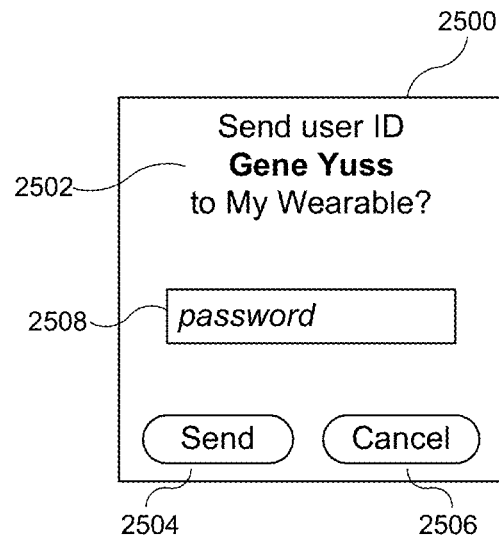 2500
Send user ID
Gene Yuss
2502
to My Wearable?
2508
password
Send
Cancel
2504
2506